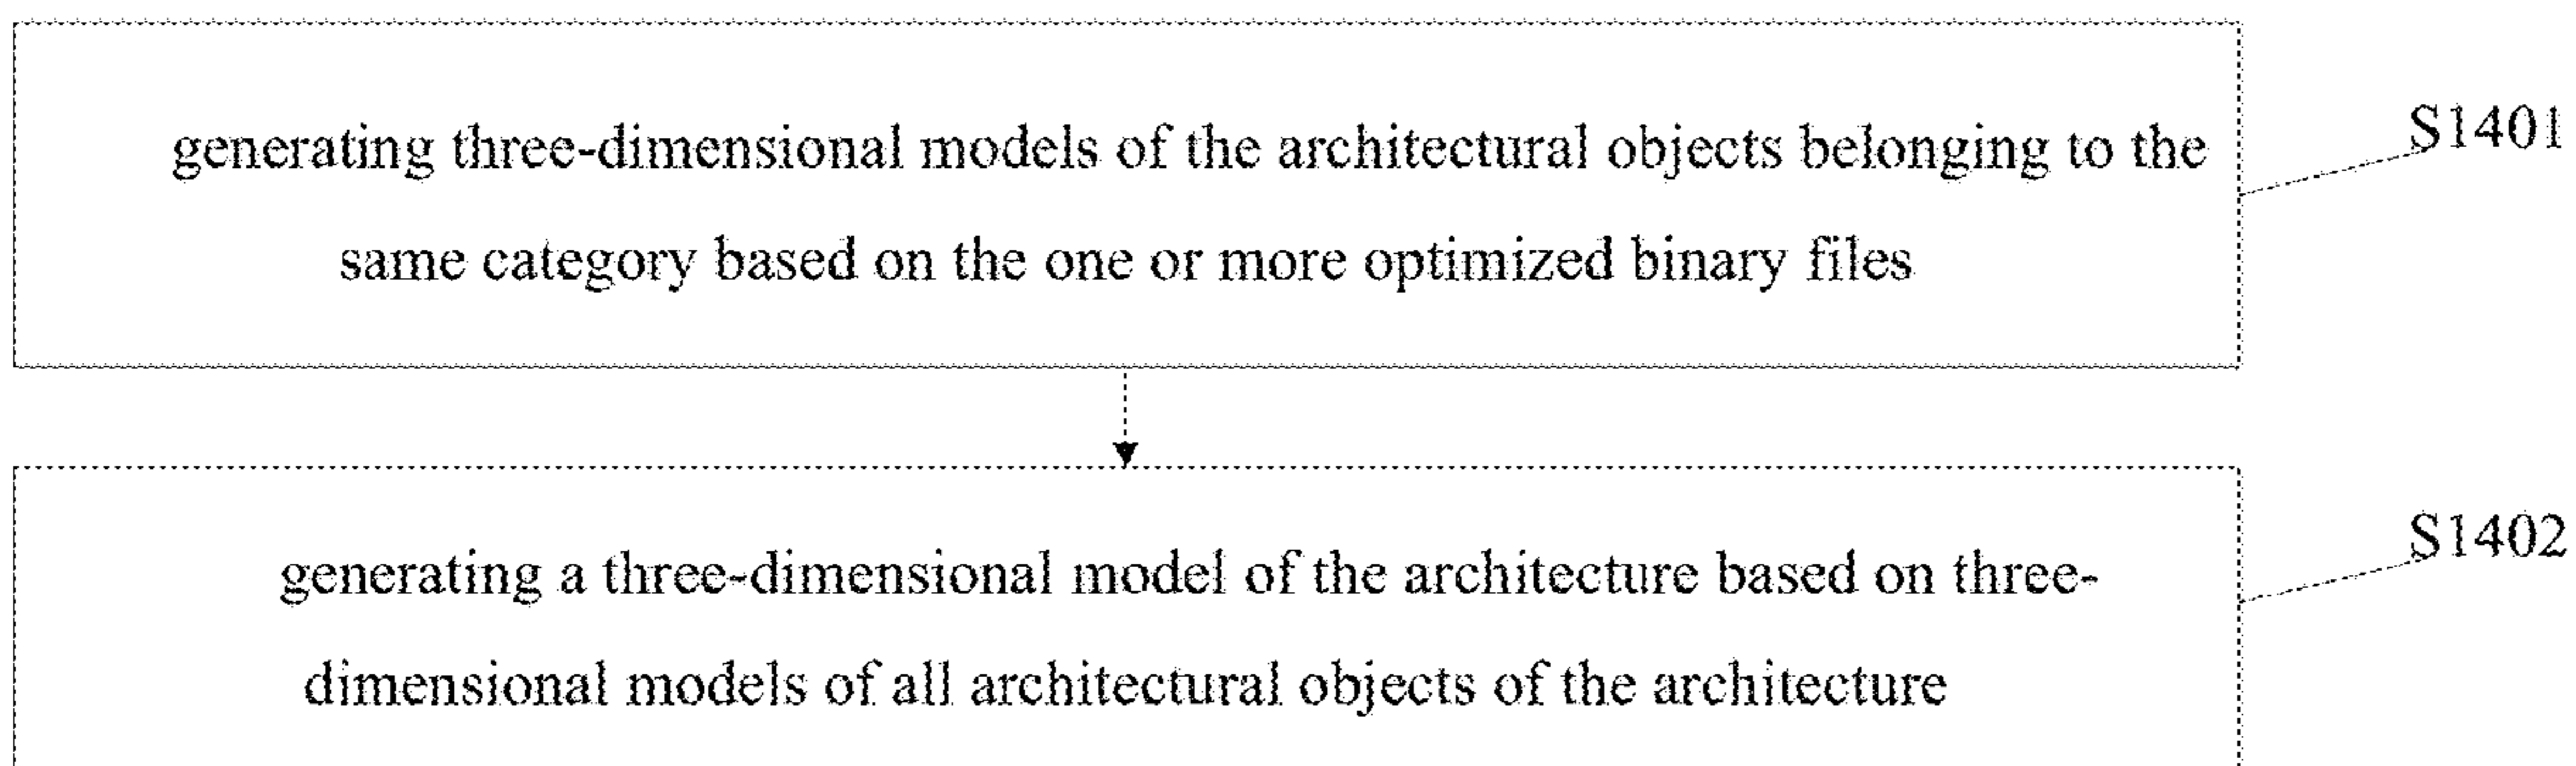 generating three-dimensional models of the architectural objects belonging to the
S1401
same category based on the one or more optimized binary files
S1402
generating a three-dimensional model of the architecture based on three-
dimensional models of all architectural objects of the architecture